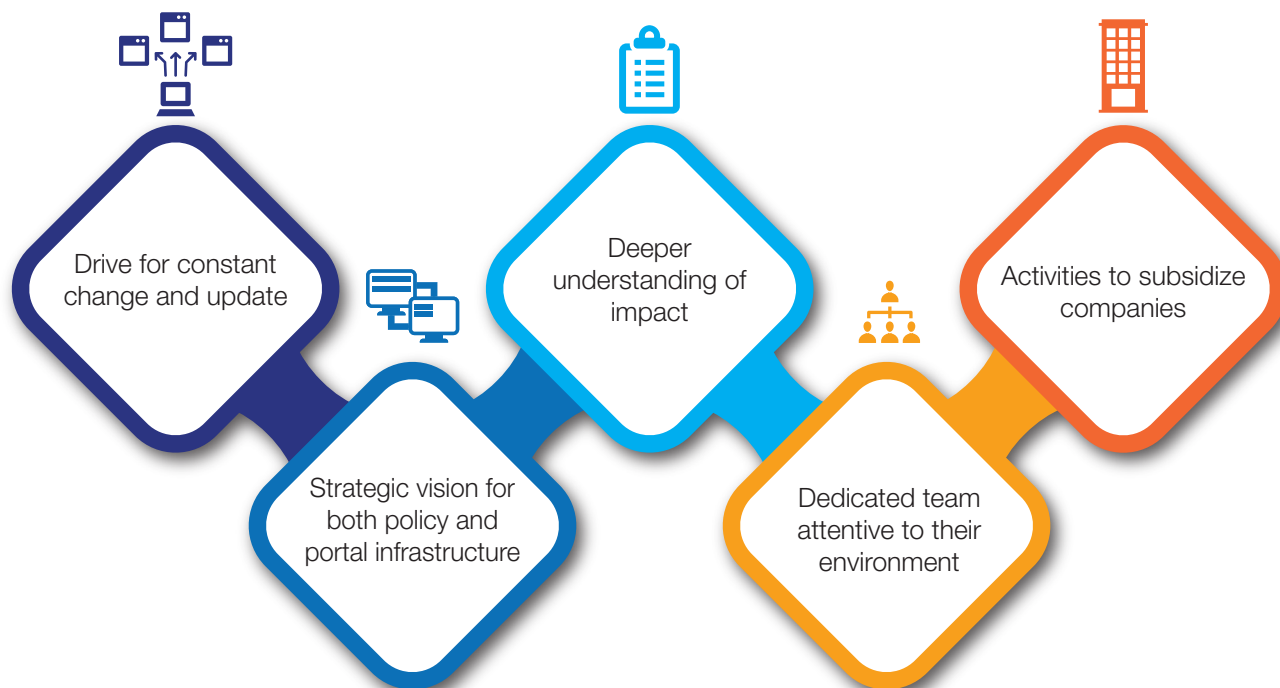 Drive for constant
change and update
Strategic vision for
both policy and
portal infrastructure
Deeper
understanding of
impact
Dedicated team
attentive to their
environment
Activities to subsidize
companies